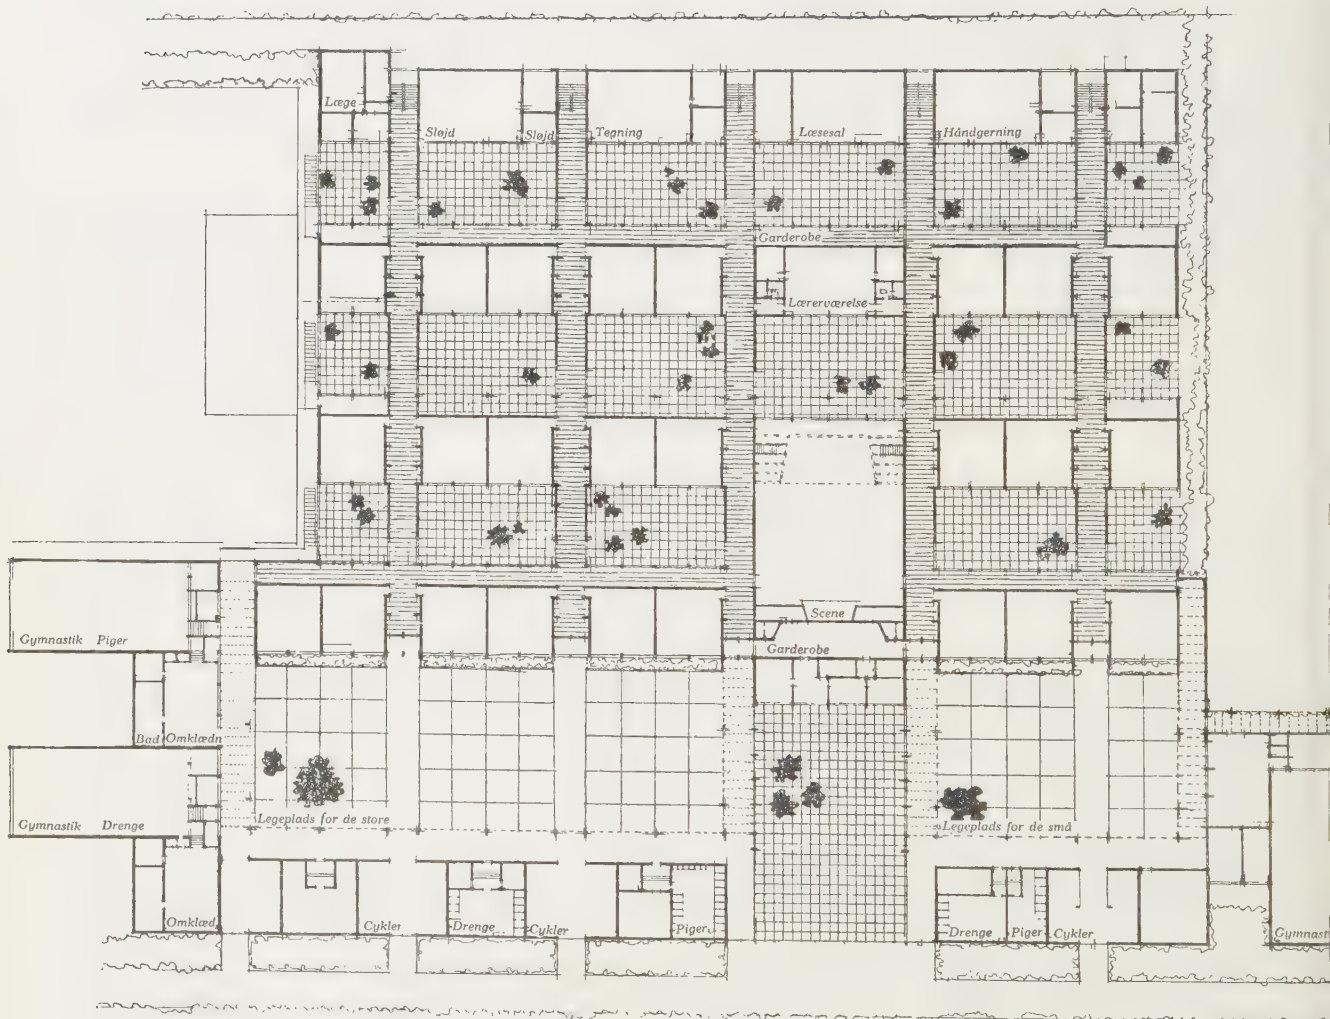 Læge
Sløjd
Sløjd
Tegning
Læsesal
Håndgerning
Garderobe
Lærerværelse
Scene
Garderobe
Gymnastik Piger
Bad
Omklædn
Gymnastik Drenge
Legeplads for de store
Legeplads for de små
Omklæd
Cykler
Drenge
Cykler
Piger
Drenge
Piger
Cykler
Gymnast